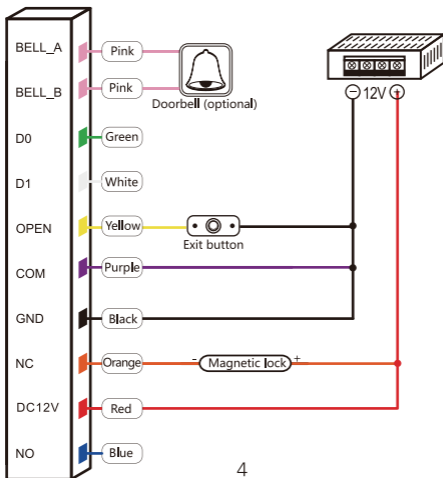 BELL_A Pink
BELL_B Pink
Doorbell (optional)
− 12V +
D0 Green
D1 White
OPEN Yellow
Exit button
COM Purple
GND Black
NC Orange - Magnetic lock +
DC12V Red
NO Blue
4